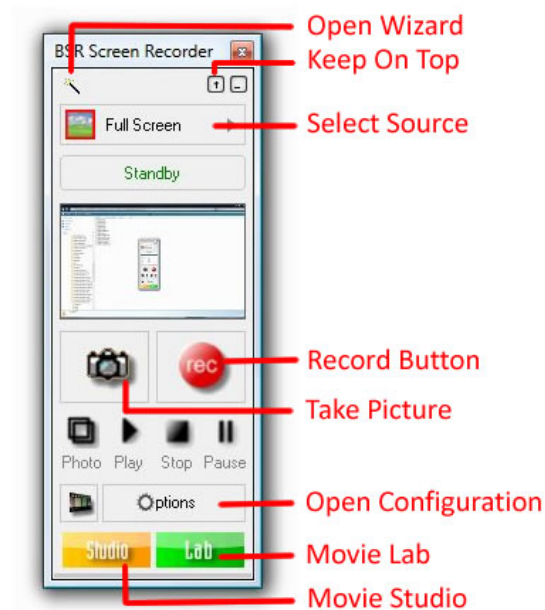 Open Wizard
BSR Screen Recorder
Keep On Top
Full Screen
Select Source
Standby
rec
Record Button
Take Picture
Photo Play Stop Pause
Options
Open Configuration
Studio Lab
Movie Lab
Movie Studio